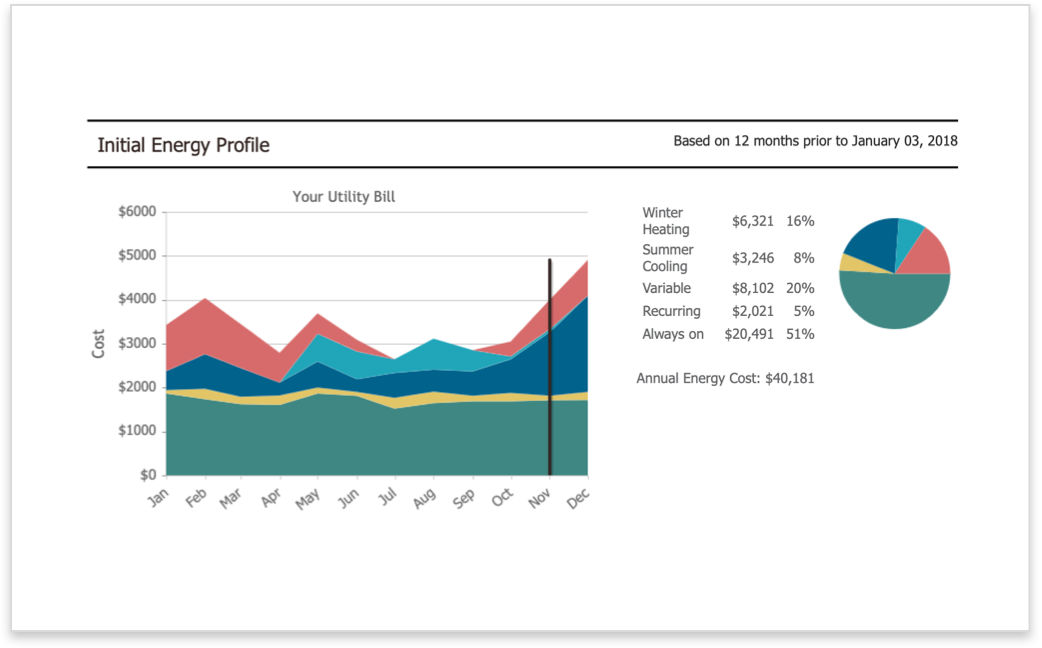 Initial Energy Profile
Based on 12 months prior to January 03, 2018
Your Utility Bill
Cost
$6000
$5000
$4000
$3000
$2000
$1000
$0
Jan Feb Mar Apr May Jun Jul Aug Sep Oct Nov Dec
Winter
Heating $6,321 16%
Summer
Cooling $3,246 8%
Variable $8,102 20%
Recurring $2,021 5%
Always on $20,491 51%
Annual Energy Cost: $40,181